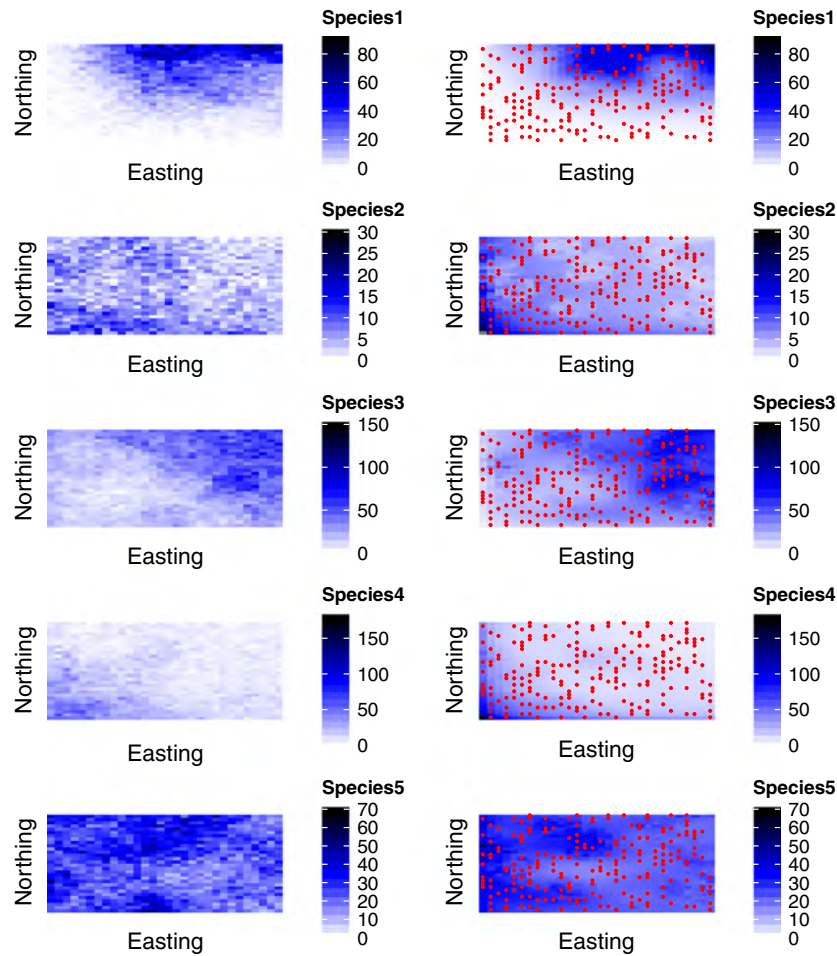 Species1
80
60
40
20
0
Northing
Easting
Species1
80
60
40
20
0
Northing
Easting
Species2
30
25
20
15
10
5
0
Northing
Easting
Species2
30
25
20
15
10
5
0
Northing
Easting
Species3
150
100
50
0
Northing
Easting
Species3
150
100
50
0
Northing
Easting
Species4
150
100
50
0
Northing
Easting
Species4
150
100
50
0
Northing
Easting
Species5
70
60
50
40
30
20
10
0
Northing
Easting
Species5
70
60
50
40
30
20
10
0
Northing
Easting